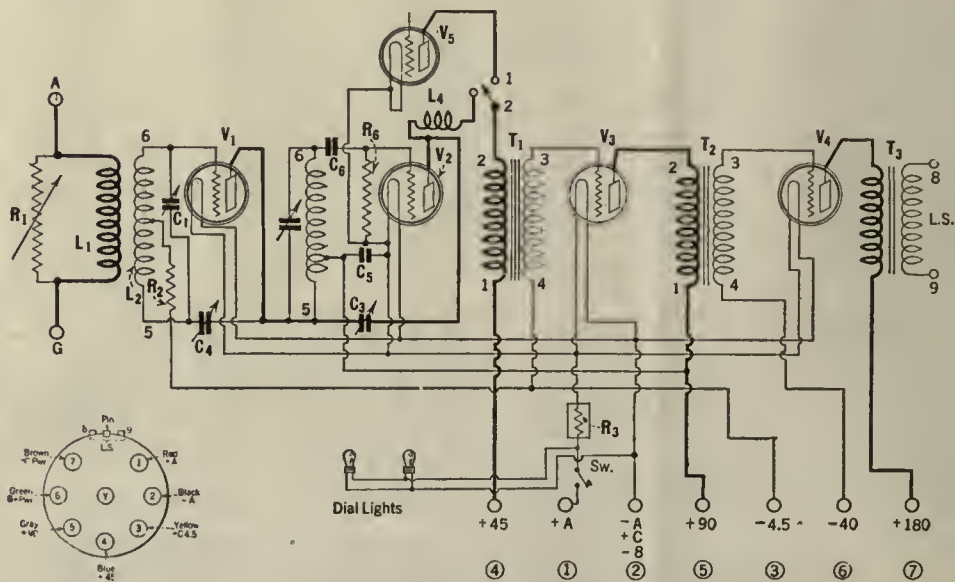 V5
1
2
L4
A
6
V1
6
C6
R6
V2
2
T1
3
V3
2
T2
3
V4
T3
8
L.S.
9
R1
L1
C1
L2
R2
5
C4
C5
5
C3
1
4
1
4
R3
Sw.
Dial Lights
+45
+A
-A
+C
-8
+90
-4.5
-40
+180
④
①
②
⑤
③
⑥
⑦
Pin
8
9
L.S.
Brown
7
1
Red
+A
Green
6
Y
2
Black
-A
Gray
5
3
Yellow
+C4.5
4
Blue
+45